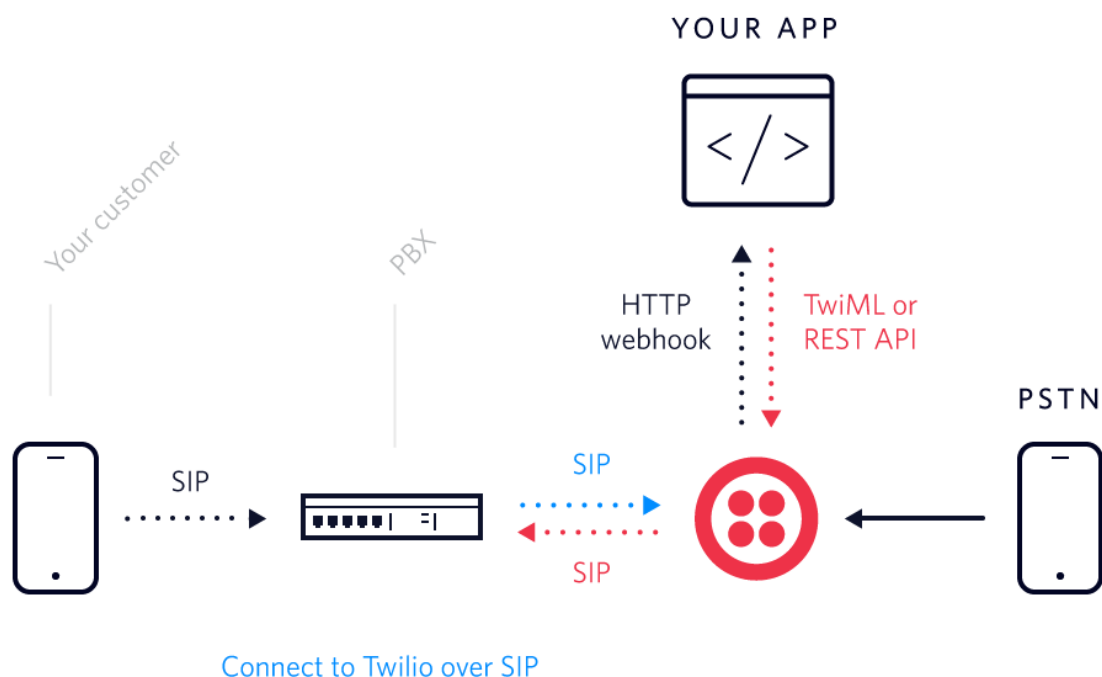 YOUR APP
Your customer
PBX
HTTP
webhook
TwiML or
REST API
PSTN
SIP
SIP
SIP
Connect to Twilio over SIP